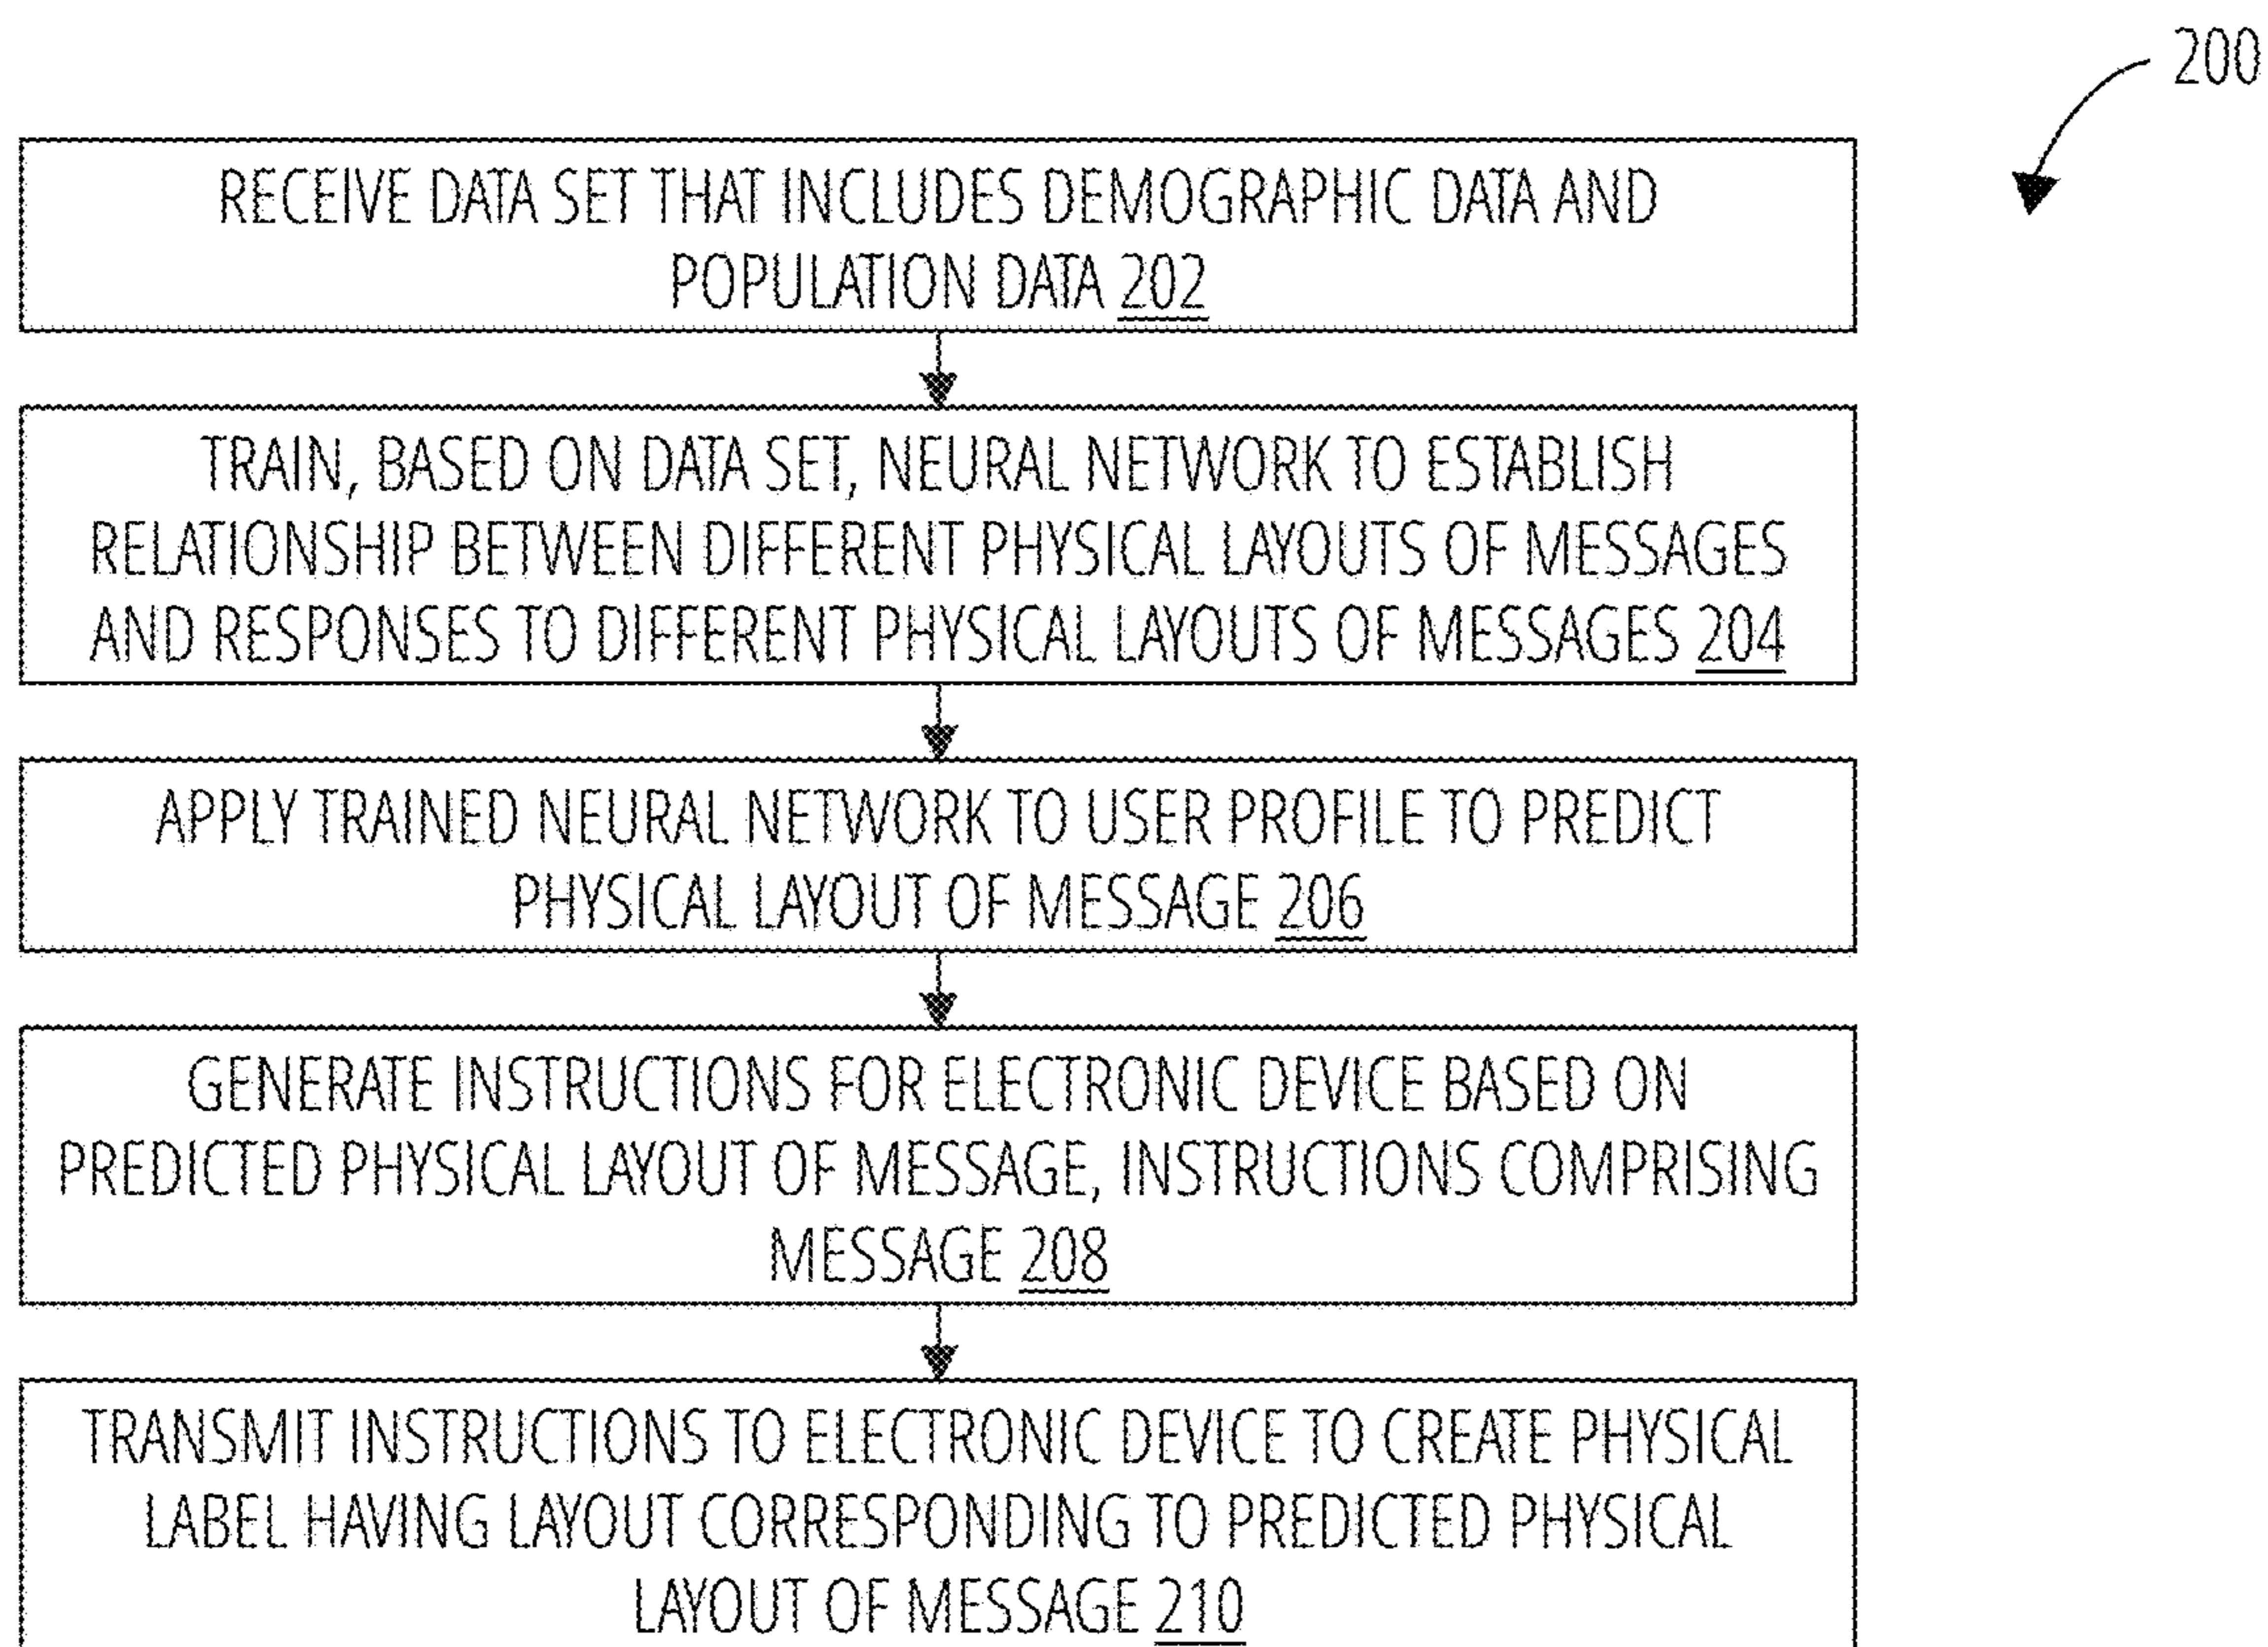 200
RECEIVE DATA SET THAT INCLUDES DEMOGRAPHIC DATA AND
POPULATION DATA 202
TRAIN, BASED ON DATA SET, NEURAL NETWORK TO ESTABLISH
RELATIONSHIP BETWEEN DIFFERENT PHYSICAL LAYOUTS OF MESSAGES
AND RESPONSES TO DIFFERENT PHYSICAL LAYOUTS OF MESSAGES 204
APPLY TRAINED NEURAL NETWORK TO USER PROFILE TO PREDICT
PHYSICAL LAYOUT OF MESSAGE 206
GENERATE INSTRUCTIONS FOR ELECTRONIC DEVICE BASED ON
PREDICTED PHYSICAL LAYOUT OF MESSAGE, INSTRUCTIONS COMPRISING
MESSAGE 208
TRANSMIT INSTRUCTIONS TO ELECTRONIC DEVICE TO CREATE PHYSICAL
LABEL HAVING LAYOUT CORRESPONDING TO PREDICTED PHYSICAL
LAYOUT OF MESSAGE 210